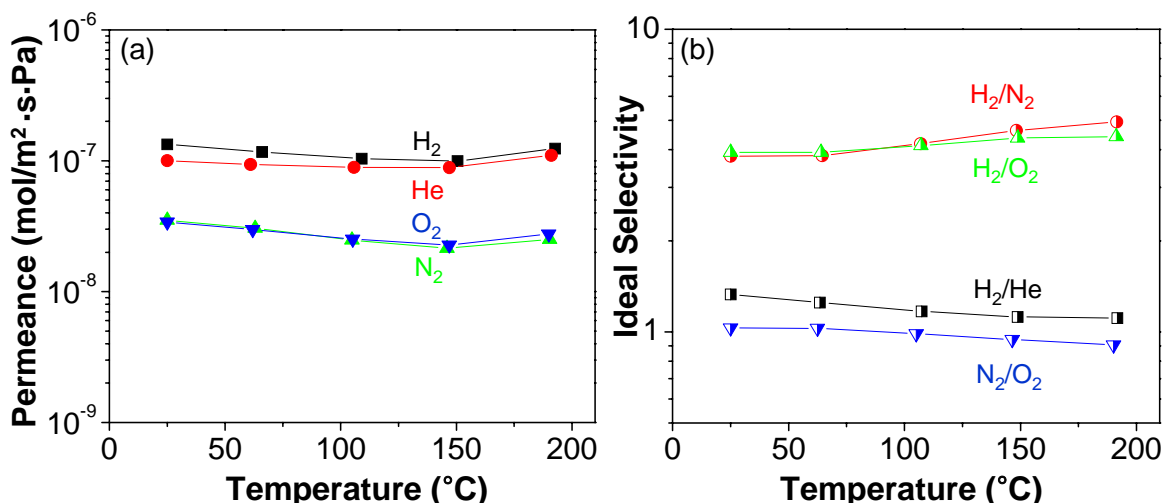 (a)
Permeance (mol/m²·s·Pa)
10⁻⁶
10⁻⁷
10⁻⁸
10⁻⁹
H₂
He
O₂
N₂
0 50 100 150 200
Temperature (°C)
(b)
Ideal Selectivity
10
1
H₂/N₂
H₂/O₂
H₂/He
N₂/O₂
0 50 100 150 200
Temperature (°C)